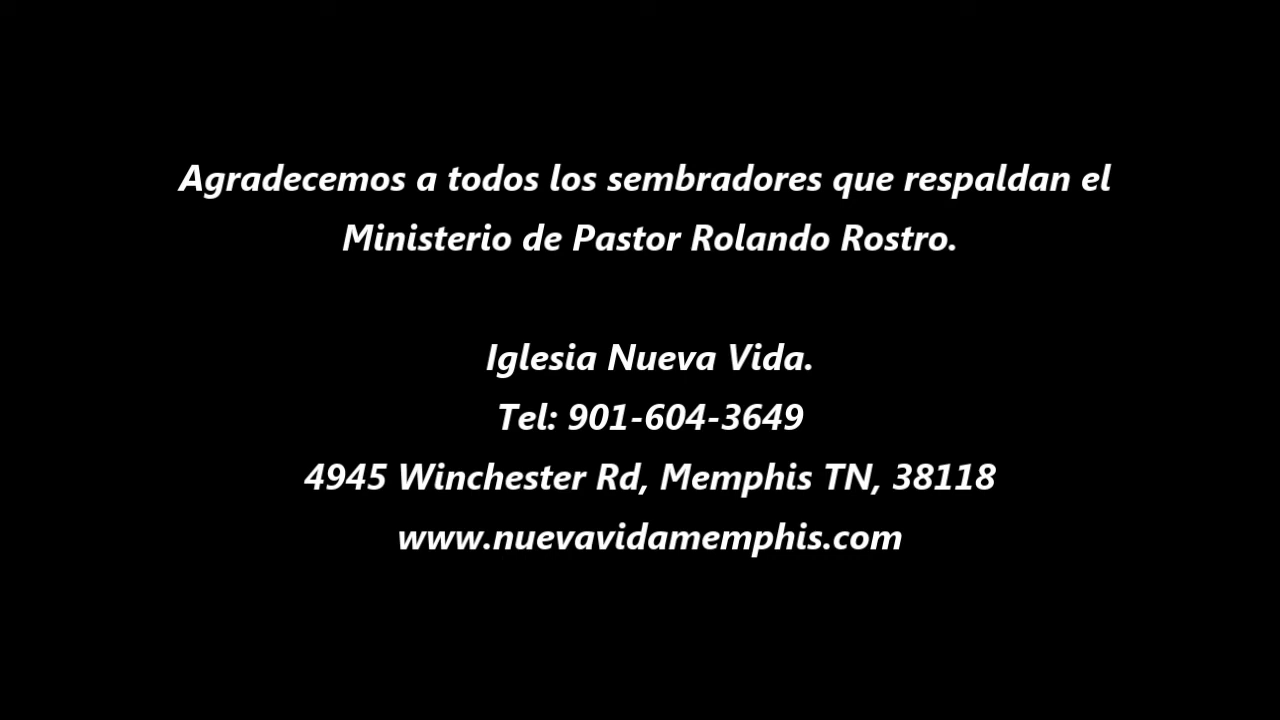 Agradecemos a todos los sembradores que respaldan el
Ministerio de Pastor Rolando Rostro.
Iglesia Nueva Vida.
Tel: 901-604-3649
4945 Winchester Rd, Memphis TN, 38118
www.nuevavidamemphis.com